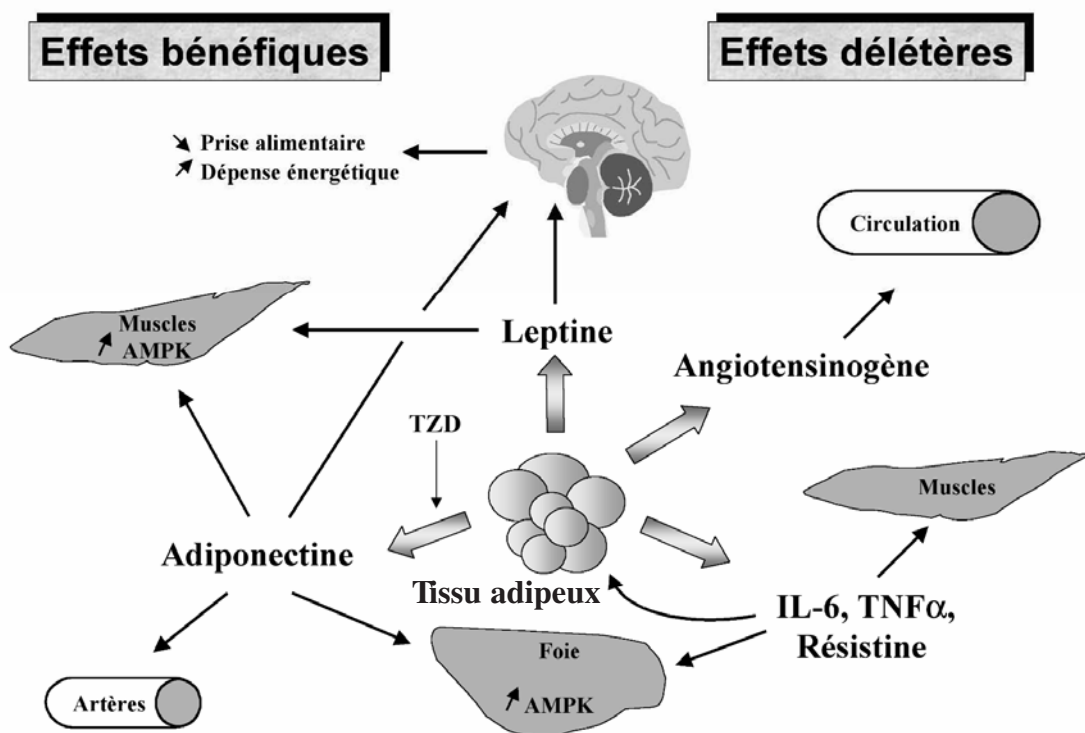 Effets bénéfiques
Effets délétères
↘ Prise alimentaire
↗ Dépense énergétique
Circulation
Muscles
↗ AMPK
Leptine
Angiotensinogène
TZD
Muscles
Adiponectine
Tissu adipeux
IL-6, TNFα,
Résistine
Foie
↗ AMPK
Artères